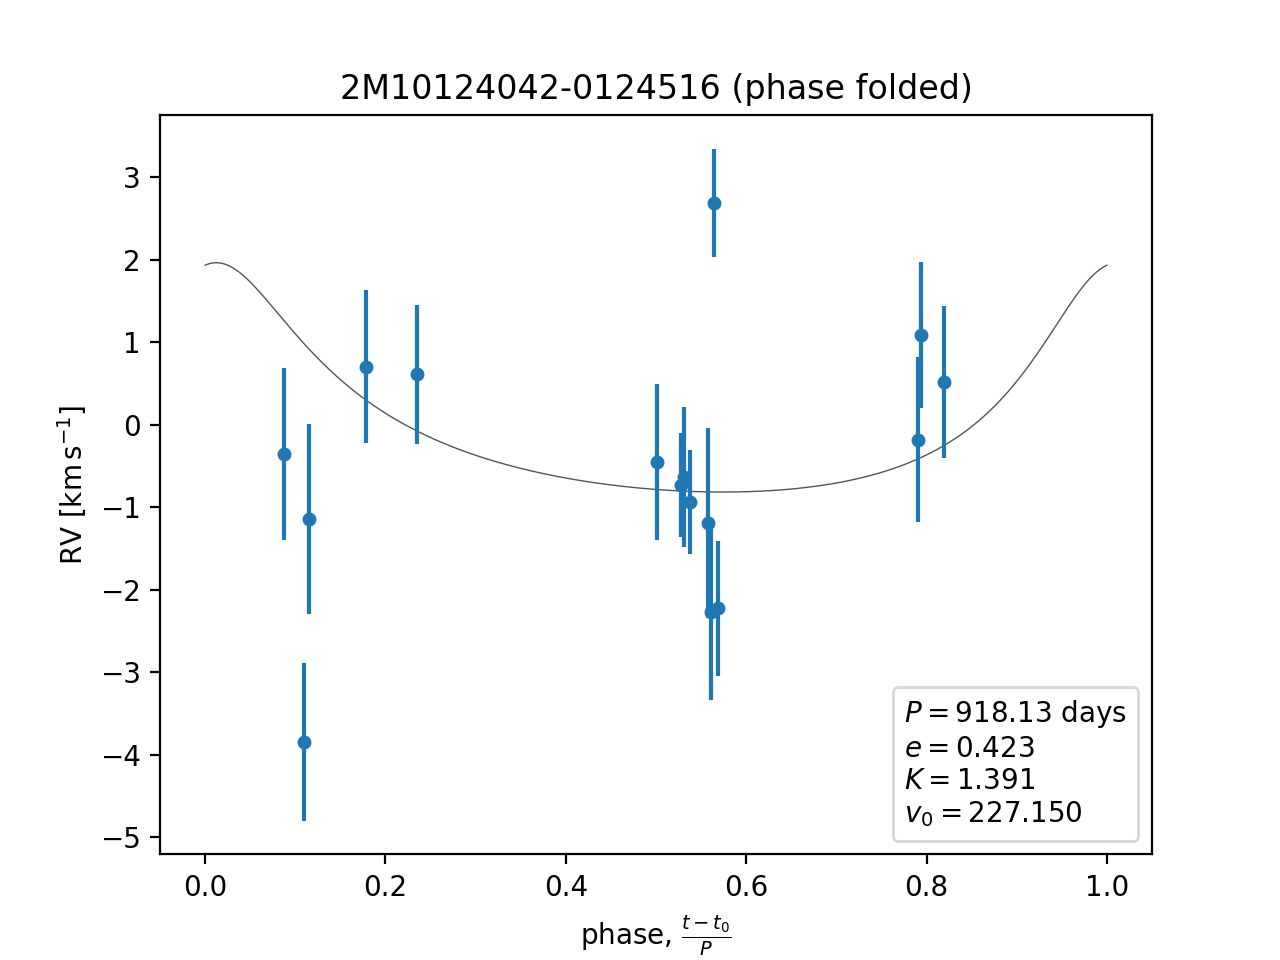 2M10124042-0124516 (phase folded)
RV [km s⁻¹]
3
2
1
0
−1
−2
−3
−4
−5
P = 918.13 days
e = 0.423
K = 1.391
v₀ = 227.150
0.0 0.2 0.4 0.6 0.8 1.0
phase, (t − t₀)/P